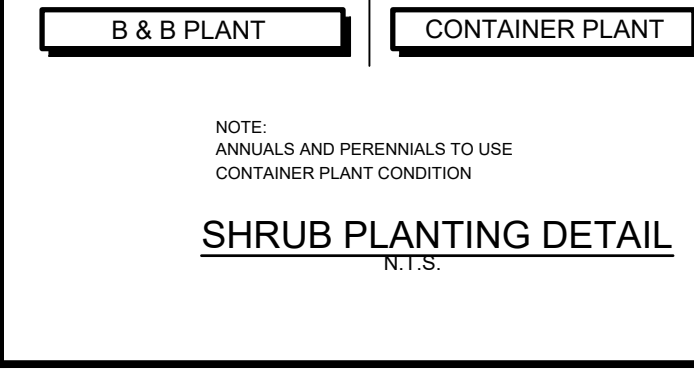 B & B PLANT
CONTAINER PLANT
NOTE:
ANNUALS AND PERENNIALS TO USE
CONTAINER PLANT CONDITION
SHRUB PLANTING DETAIL
N.T.S.